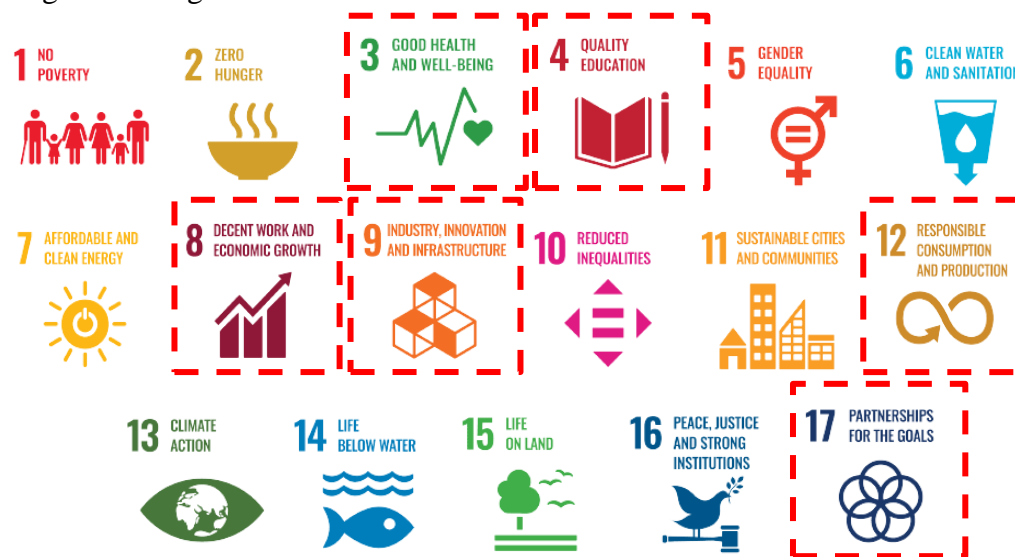 1 NO
POVERTY
2 ZERO
HUNGER
3 GOOD HEALTH
AND WELL-BEING
4 QUALITY
EDUCATION
5 GENDER
EQUALITY
6 CLEAN WATER
AND SANITATION
7 AFFORDABLE AND
CLEAN ENERGY
8 DECENT WORK AND
ECONOMIC GROWTH
9 INDUSTRY, INNOVATION
AND INFRASTRUCTURE
10 REDUCED
INEQUALITIES
11 SUSTAINABLE CITIES
AND COMMUNITIES
12 RESPONSIBLE
CONSUMPTION
AND PRODUCTION
13 CLIMATE
ACTION
14 LIFE
BELOW WATER
15 LIFE
ON LAND
16 PEACE, JUSTICE
AND STRONG
INSTITUTIONS
17 PARTNERSHIPS
FOR THE GOALS